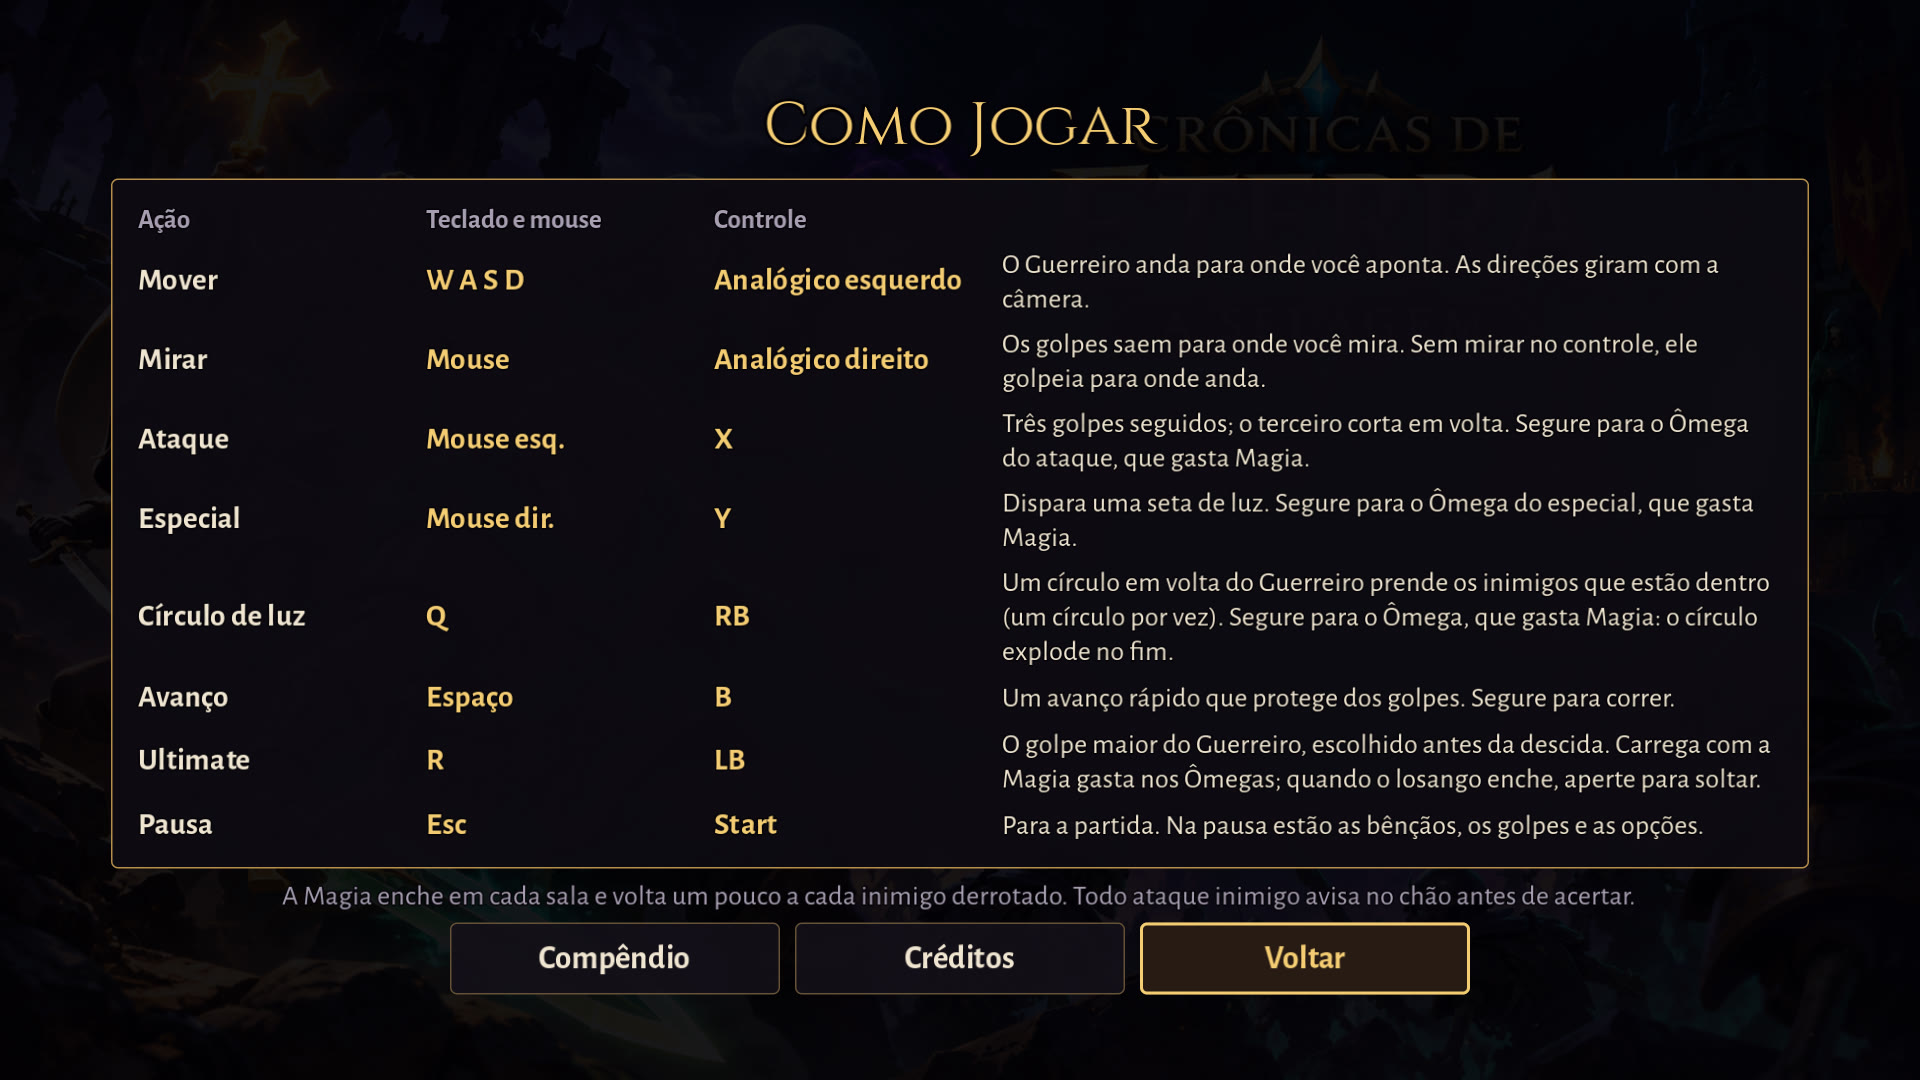 Como Jogar
CRÔNICAS DE
Ação Teclado e mouse Controle
Mover W A S D Analógico esquerdo O Guerreiro anda para onde você aponta. As direções giram com a
câmera.
Mirar Mouse Analógico direito Os golpes saem para onde você mira. Sem mirar no controle, ele
golpeia para onde anda.
Ataque Mouse esq. X Três golpes seguidos; o terceiro corta em volta. Segure para o Ômega
do ataque, que gasta Magia.
Especial Mouse dir. Y Dispara uma seta de luz. Segure para o Ômega do especial, que gasta
Magia.
Círculo de luz Q RB Um círculo em volta do Guerreiro prende os inimigos que estão dentro
(um círculo por vez). Segure para o Ômega, que gasta Magia: o círculo
explode no fim.
Avanço Espaço B Um avanço rápido que protege dos golpes. Segure para correr.
Ultimate R LB O golpe maior do Guerreiro, escolhido antes da descida. Carrega com a
Magia gasta nos Ômegas; quando o losango enche, aperte para soltar.
Pausa Esc Start Para a partida. Na pausa estão as bênçãos, os golpes e as opções.
A Magia enche em cada sala e volta um pouco a cada inimigo derrotado. Todo ataque inimigo avisa no chão antes de acertar.
Compêndio Créditos Voltar